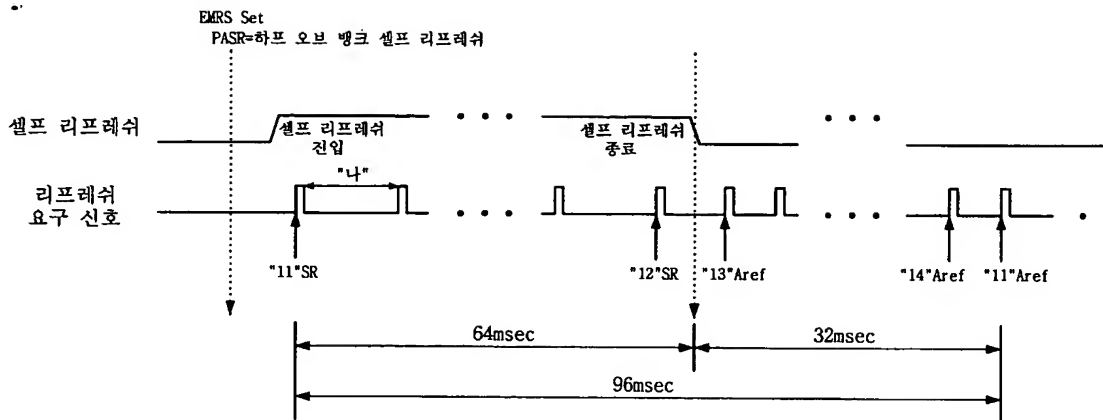 EMRS Set
PASR=하프 오브 뱅크 셀프 리프레쉬
셀프 리프레쉬
셀프 리프레쉬
진입
셀프 리프레쉬
종료
리프레쉬
요구 신호
"나"
"11"SR
"12"SR
"13"Aref
"14"Aref
"11"Aref
64msec
32msec
96msec